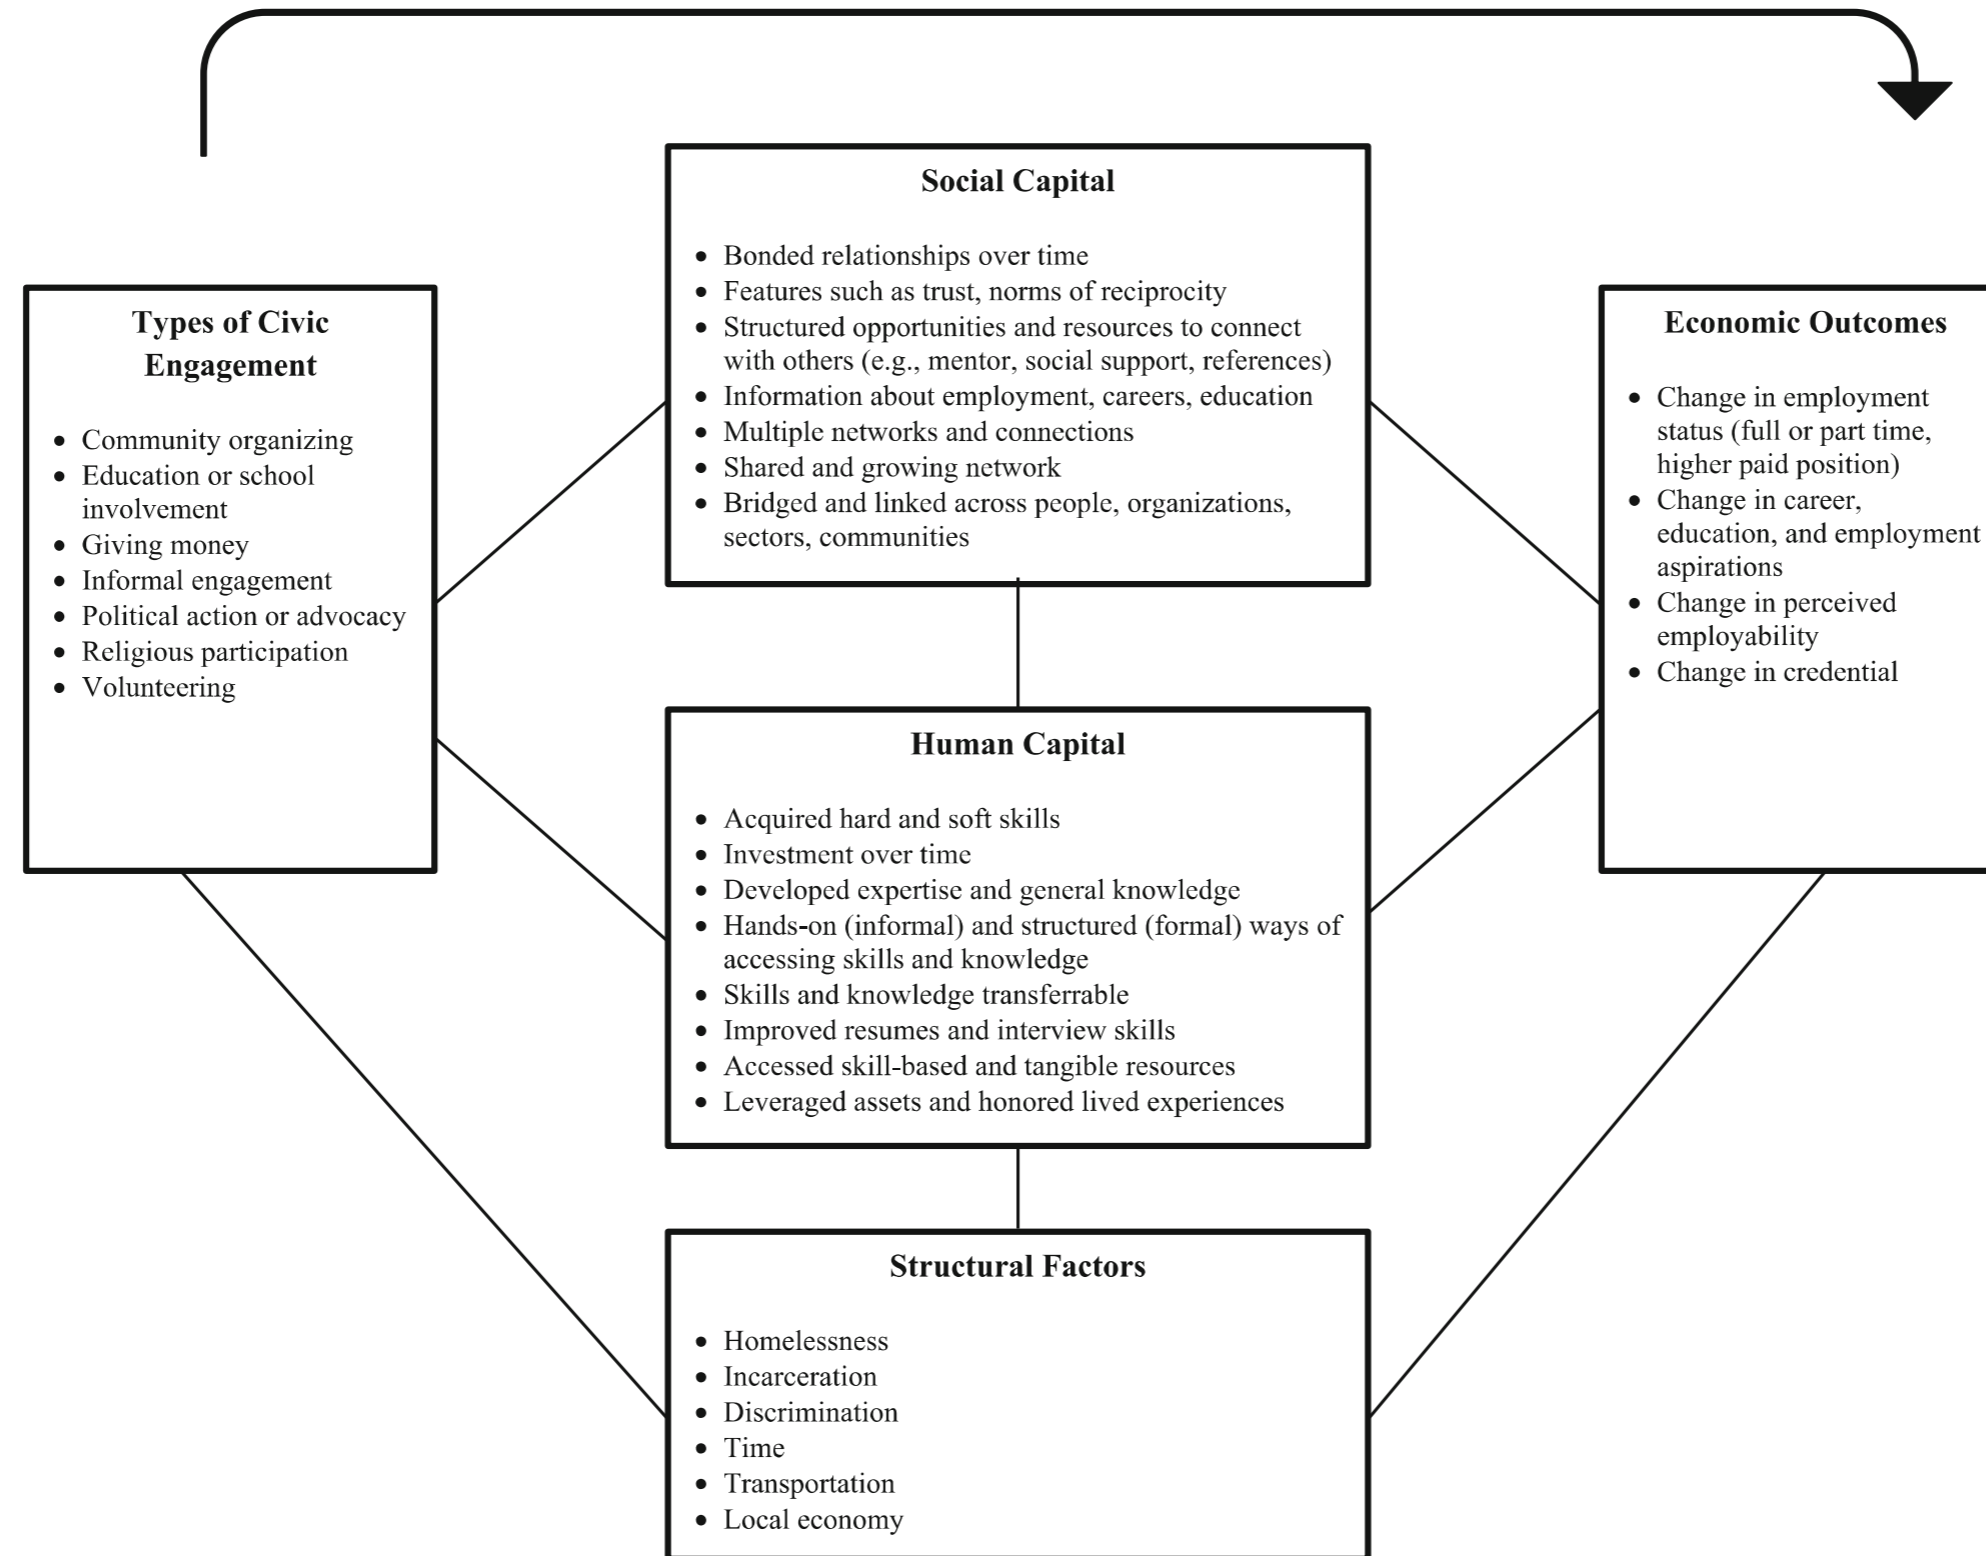 Types of Civic
Engagement
• Community organizing
• Education or school
involvement
• Giving money
• Informal engagement
• Political action or advocacy
• Religious participation
• Volunteering
Social Capital
• Bonded relationships over time
• Features such as trust, norms of reciprocity
• Structured opportunities and resources to connect
with others (e.g., mentor, social support, references)
• Information about employment, careers, education
• Multiple networks and connections
• Shared and growing network
• Bridged and linked across people, organizations,
sectors, communities
Human Capital
• Acquired hard and soft skills
• Investment over time
• Developed expertise and general knowledge
• Hands-on (informal) and structured (formal) ways of
accessing skills and knowledge
• Skills and knowledge transferrable
• Improved resumes and interview skills
• Accessed skill-based and tangible resources
• Leveraged assets and honored lived experiences
Structural Factors
• Homelessness
• Incarceration
• Discrimination
• Time
• Transportation
• Local economy
Economic Outcomes
• Change in employment
status (full or part time,
higher paid position)
• Change in career,
education, and employment
aspirations
• Change in perceived
employability
• Change in credential